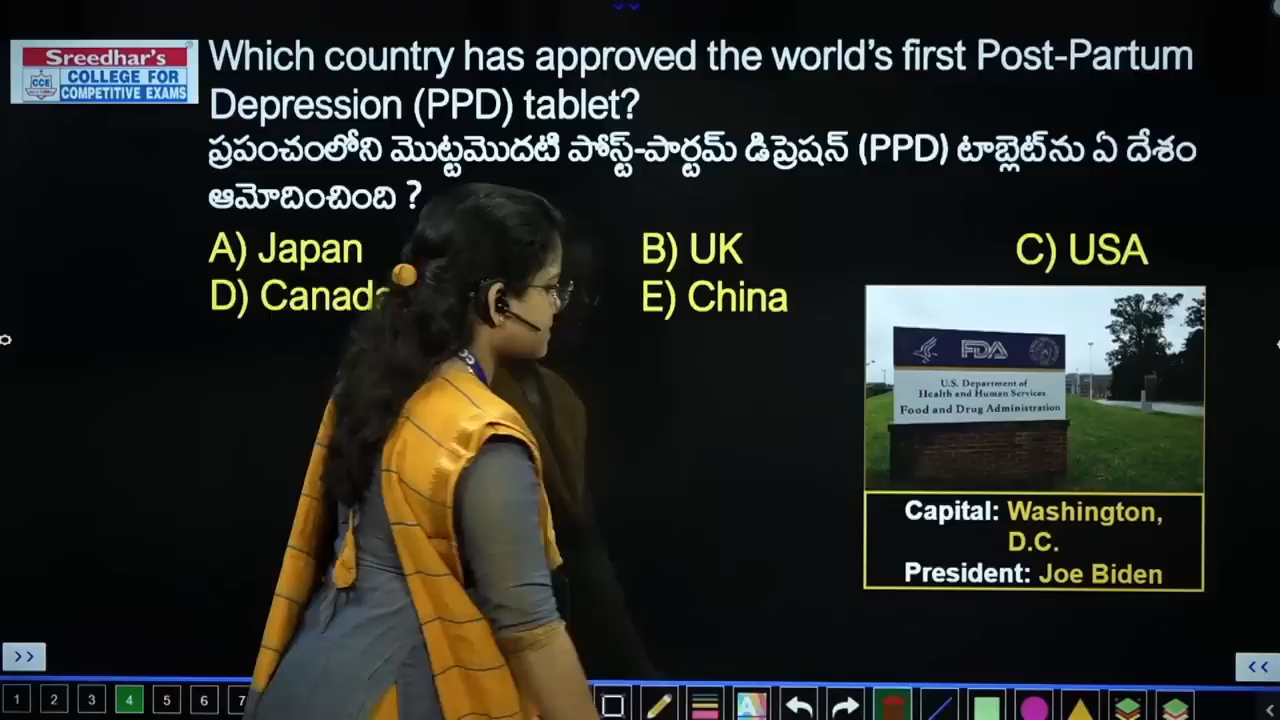 Sreedhar's
CCE
COLLEGE FOR
COMPETITIVE EXAMS
Which country has approved the world's first Post-Partum
Depression (PPD) tablet?
ప్రపంచంలోని మొట్టమొదటి పోస్ట్-పార్టమ్ డిప్రెషన్ (PPD) టాబ్లెట్‌ను ఏ దేశం
ఆమోదించింది ?
A) Japan B) UK C) USA
D) Canada E) China
FDA
U.S. Department of
Health and Human Services
Food and Drug Administration
Capital: Washington,
D.C.
President: Joe Biden
>> <<
1 2 3 4 5 6 7